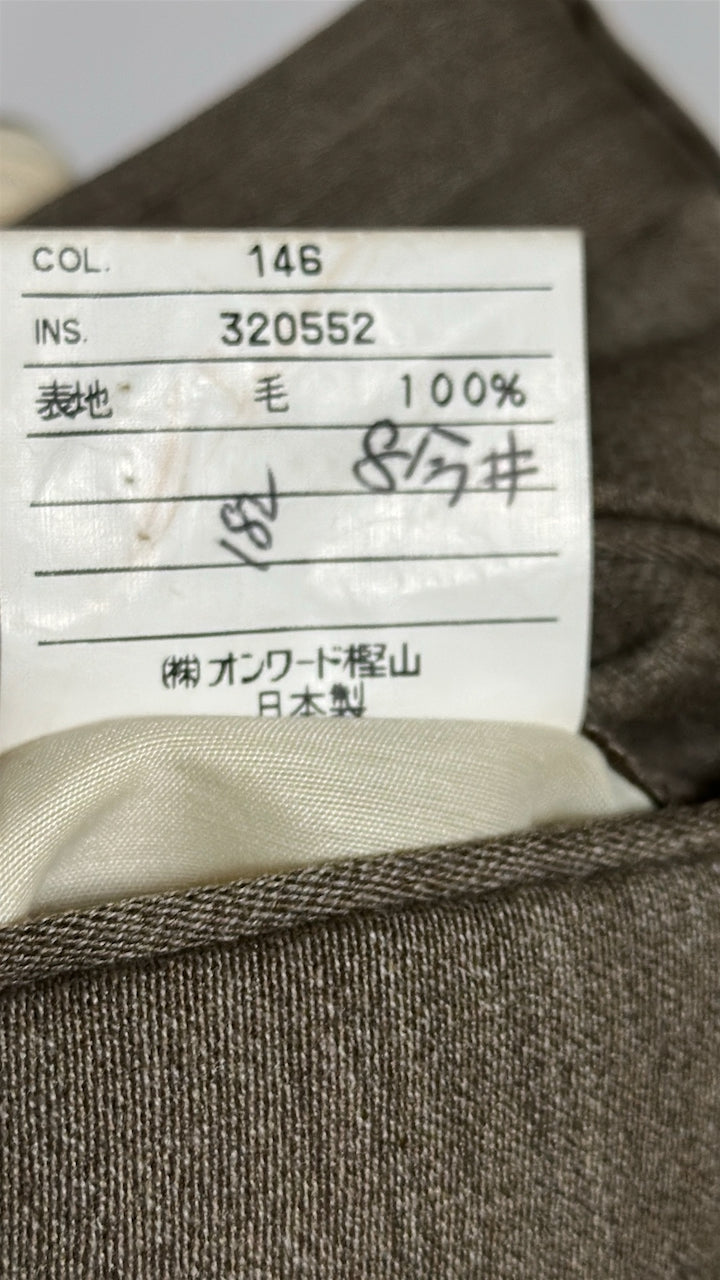 COL. 146
INS. 320552
表地 毛 100%
8今井
182
(株)オンワード樫山
日本製